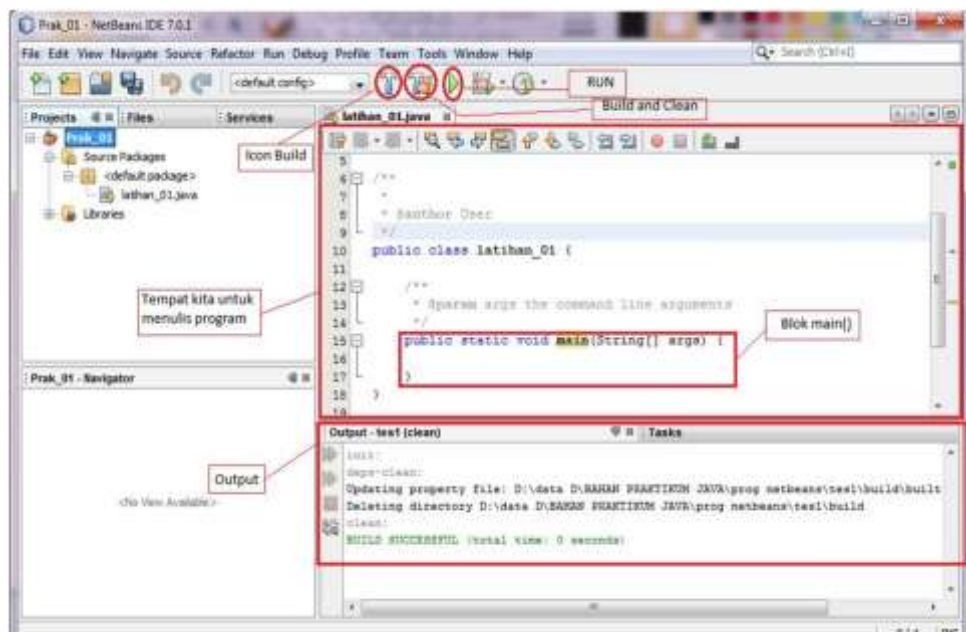 Prak_01 - NetBeans IDE 7.0.1
File Edit View Navigate Source Refactor Run Debug Profile Team Tools Window Help
Search (Ctrl+I)
<default config>
RUN
Build and Clean
Icon Build
Projects
Files
Services
latihan_01.java
Prak_01
Source Packages
<default package>
latihan_01.java
Libraries
5
6 /**
7 *
8 * @author User
9 */
10 public class latihan_01 {
11
12 /**
13 * @param args the command line arguments
14 */
15 public static void main(String[] args) {
16
17 }
18 }
19
Tempat kita untuk
menulis program
Blok main()
Prak_01 - Navigator
<No View Available>
Output
Output - test (clean)
Tasks
init:
deps-clean:
Updating property file: D:\data D\BAHAN PRAKTIKUM JAVA\prog netbeans\tes1\build\built
Deleting directory D:\data D\BAHAN PRAKTIKUM JAVA\prog netbeans\tes1\build
clean:
BUILD SUCCESSFUL (total time: 0 seconds)